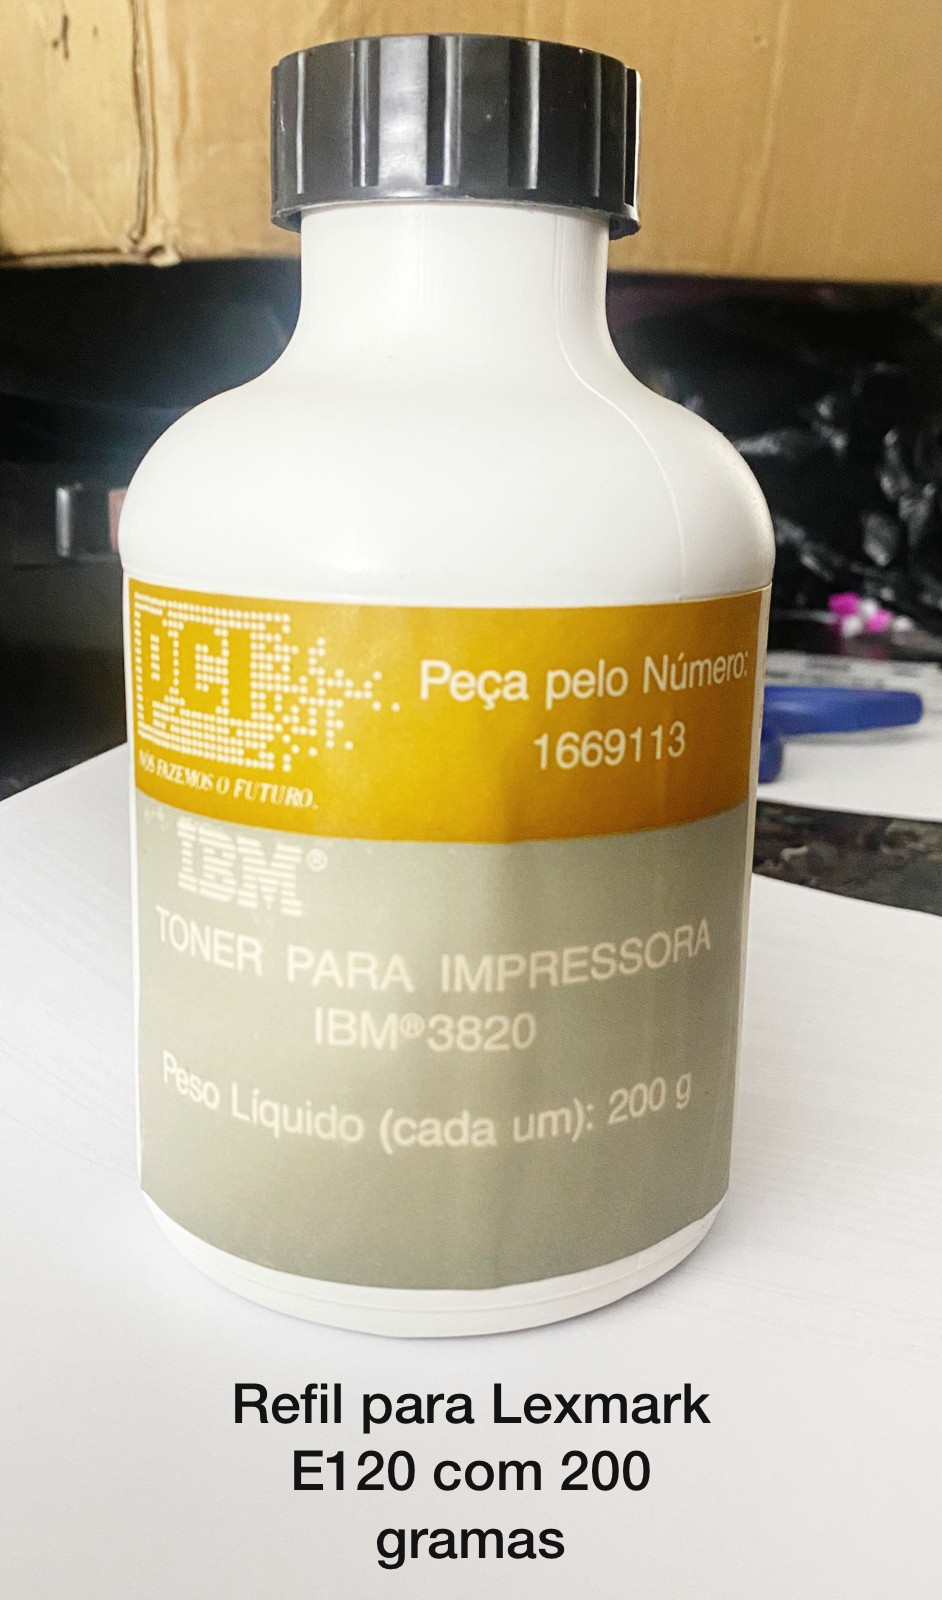 Peça pelo Número:
1669113
NÓS FAZEMOS O FUTURO.
IBM®
TONER PARA IMPRESSORA
IBM®3820
Peso Líquido (cada um): 200 g
Refil para Lexmark
E120 com 200
gramas